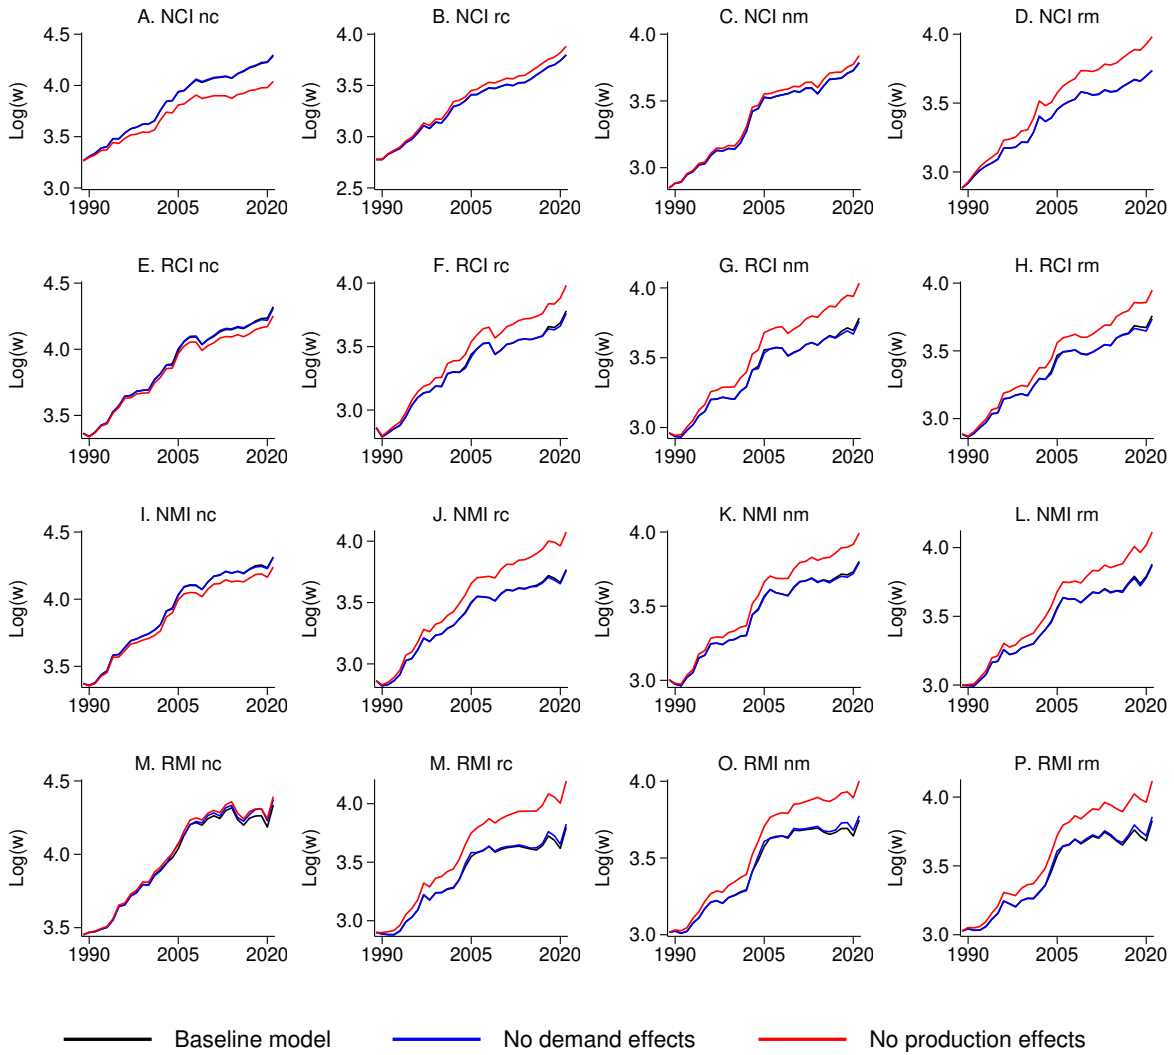 A. NCI nc
B. NCI rc
C. NCI nm
D. NCI rm
Log(w)
4.5
4.0
3.5
3.0
1990
2005
2020
Log(w)
4.0
3.5
3.0
2.5
1990
2005
2020
Log(w)
4.0
3.5
3.0
1990
2005
2020
Log(w)
4.0
3.5
3.0
1990
2005
2020
E. RCI nc
F. RCI rc
G. RCI nm
H. RCI rm
Log(w)
4.5
4.0
3.5
1990
2005
2020
Log(w)
4.0
3.5
3.0
1990
2005
2020
Log(w)
4.0
3.5
3.0
1990
2005
2020
Log(w)
4.0
3.5
3.0
1990
2005
2020
I. NMI nc
J. NMI rc
K. NMI nm
L. NMI rm
Log(w)
4.5
4.0
3.5
1990
2005
2020
Log(w)
4.0
3.5
3.0
1990
2005
2020
Log(w)
4.0
3.5
3.0
1990
2005
2020
Log(w)
4.0
3.5
3.0
1990
2005
2020
M. RMI nc
M. RMI rc
O. RMI nm
P. RMI rm
Log(w)
4.5
4.0
3.5
1990
2005
2020
Log(w)
4.0
3.5
3.0
1990
2005
2020
Log(w)
4.0
3.5
3.0
1990
2005
2020
Log(w)
4.0
3.5
3.0
1990
2005
2020
Baseline model
No demand effects
No production effects